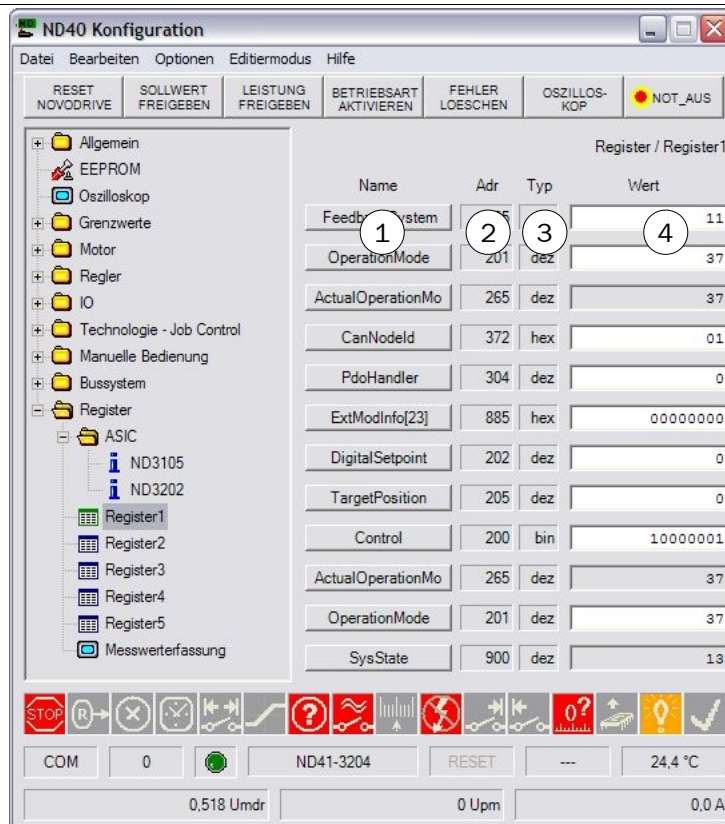 ND40 Konfiguration
Datei Bearbeiten Optionen Editiermodus Hilfe
RESET NOVODRIVE
SOLLWERT FREIGEBEN
LEISTUNG FREIGEBEN
BETRIEBSART AKTIVIEREN
FEHLER LOESCHEN
OSZILLOS-KOP
NOT_AUS
Allgemein
EEPROM
Oszilloskop
Grenzwerte
Motor
Regler
IO
Technologie - Job Control
Manuelle Bedienung
Bussystem
Register
ASIC
ND3105
ND3202
Register1
Register2
Register3
Register4
Register5
Messwerterfassung
Register / Register1
Name Adr Typ Wert
11
1 2 3 4
OperationMode 201 dez 37
ActualOperationMo 265 dez 37
CanNodeId 372 hex 01
PdoHandler 304 dez 0
ExtModInfo[23] 885 hex 00000000
DigitalSetpoint 202 dez 0
TargetPosition 205 dez 0
Control 200 bin 10000001
ActualOperationMo 265 dez 37
OperationMode 201 dez 37
SysState 900 dez 13
STOP R ? 0?
COM 0 ND41-3204 RESET --- 24,4 °C
0,518 Umdr 0 Upm 0,0 A